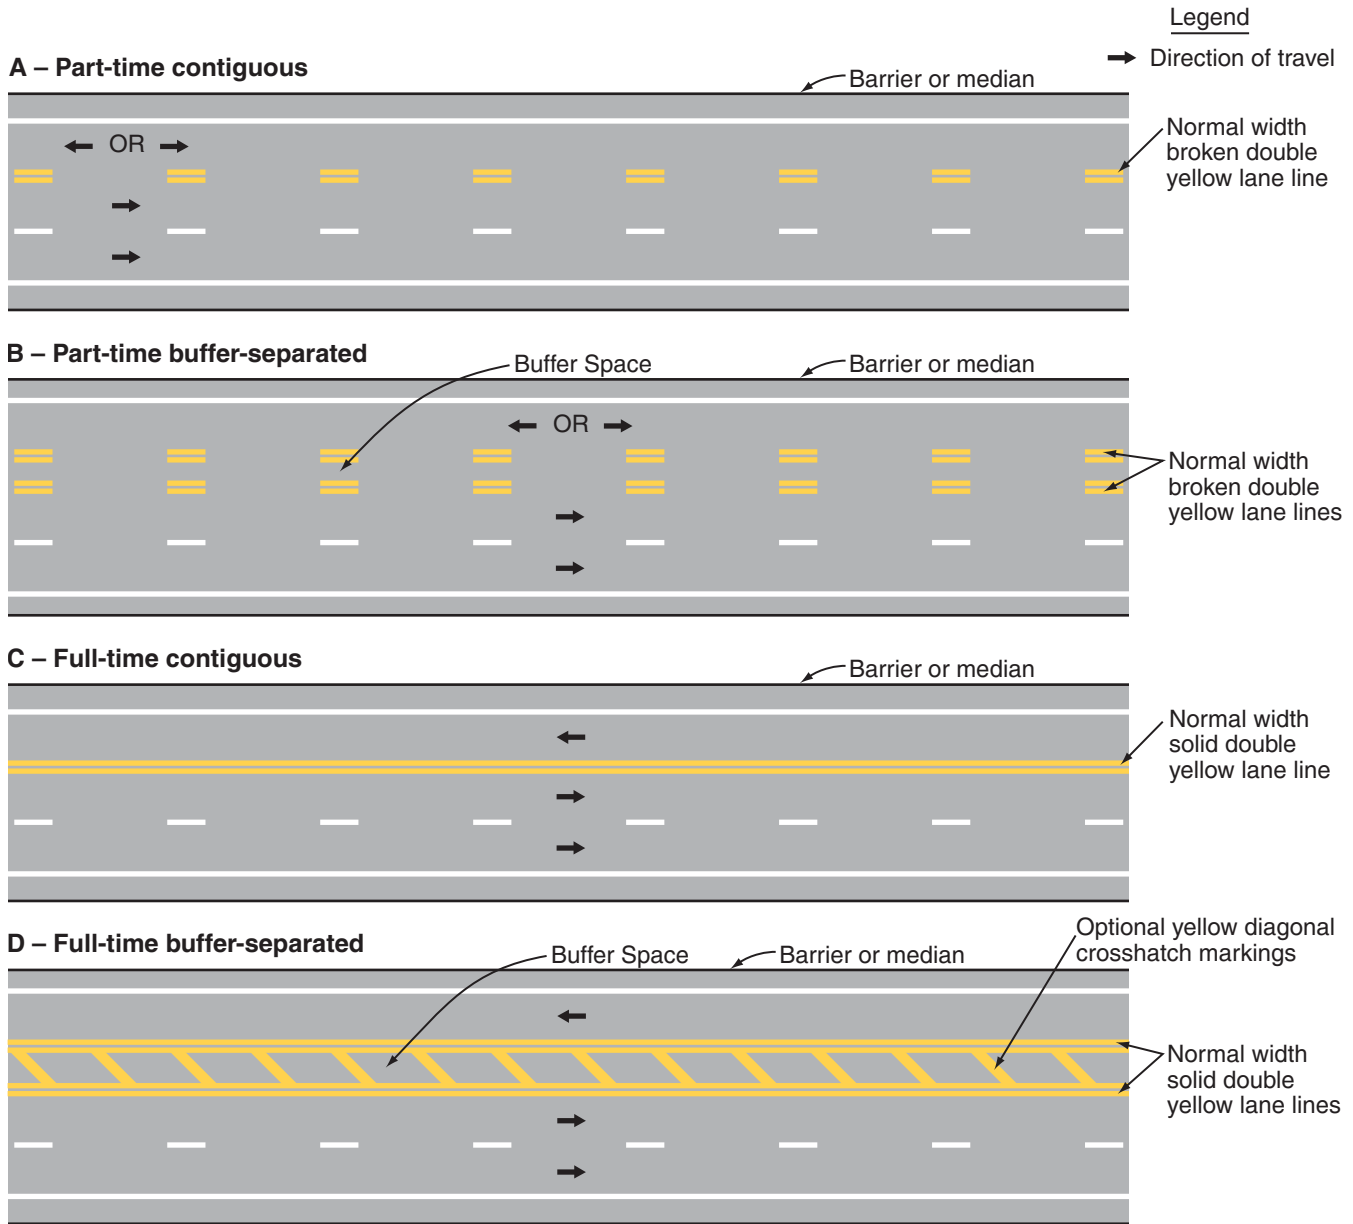 Legend
Direction of travel
A – Part-time contiguous
Barrier or median
OR
Normal width
broken double
yellow lane line
B – Part-time buffer-separated
Buffer Space
Barrier or median
OR
Normal width
broken double
yellow lane lines
C – Full-time contiguous
Barrier or median
Normal width
solid double
yellow lane line
D – Full-time buffer-separated
Buffer Space
Barrier or median
Optional yellow diagonal
crosshatch markings
Normal width
solid double
yellow lane lines